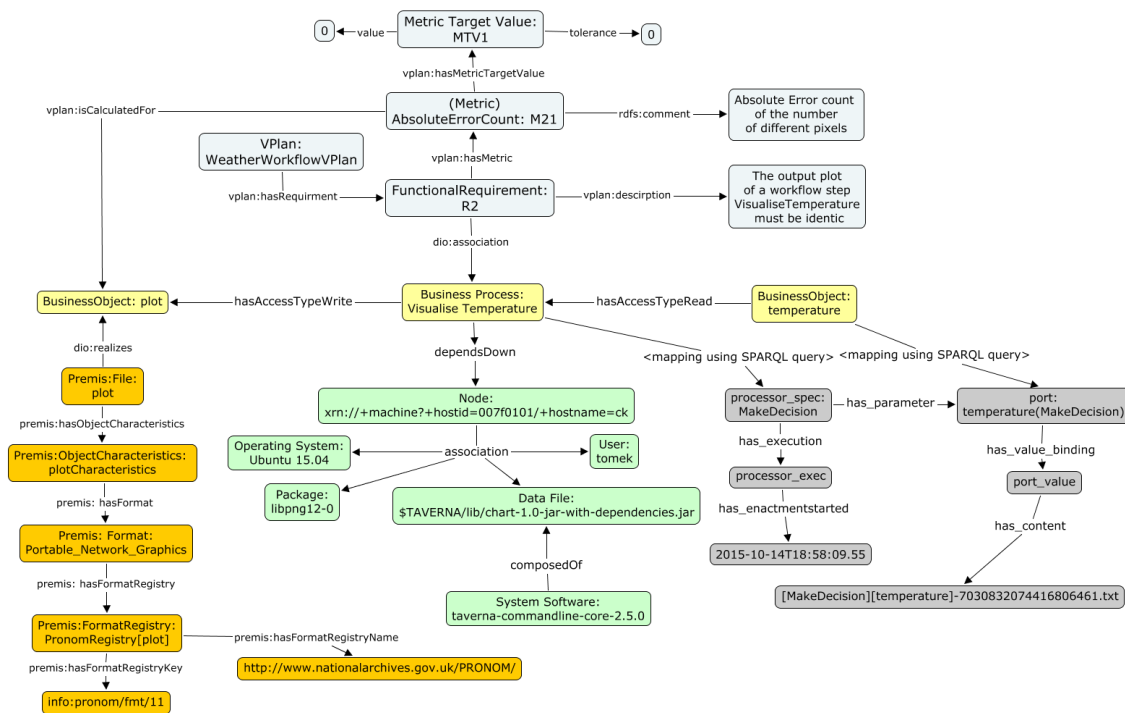 Metric Target Value:
MTV1
0
value
tolerance
0
vplan:hasMetricTargetValue
vplan:isCalculatedFor
(Metric)
AbsoluteErrorCount: M21
rdfs:comment
Absolute Error count
of the number
of different pixels
VPlan:
WeatherWorkflowVPlan
vplan:hasMetric
vplan:hasRequirment
FunctionalRequirement:
R2
vplan:descirption
The output plot
of a workflow step
VisualiseTemperature
must be identic
dio:association
BusinessObject: plot
hasAccessTypeWrite
Business Process:
Visualise Temperature
hasAccessTypeRead
BusinessObject:
temperature
dio:realizes
dependsDown
<mapping using SPARQL query>
<mapping using SPARQL query>
Premis:File:
plot
Node:
xrn://+machine?+hostid=007f0101/+hostname=ck
processor_spec:
MakeDecision
has_parameter
port:
temperature(MakeDecision)
premis:hasObjectCharacteristics
Operating System:
Ubuntu 15.04
association
User:
tomek
has_execution
has_value_binding
Premis:ObjectCharacteristics:
plotCharacteristics
Package:
libpng12-0
Data File:
$TAVERNA/lib/chart-1.0-jar-with-dependencies.jar
processor_exec
port_value
premis: hasFormat
has_enactmentstarted
has_content
Premis: Format:
Portable_Network_Graphics
composedOf
2015-10-14T18:58:09.55
premis: hasFormatRegistry
System Software:
taverna-commandline-core-2.5.0
[MakeDecision][temperature]-7030832074416806461.txt
Premis:FormatRegistry:
PronomRegistry[plot]
premis:hasFormatRegistryName
premis:hasFormatRegistryKey
http://www.nationalarchives.gov.uk/PRONOM/
info:pronom/fmt/11